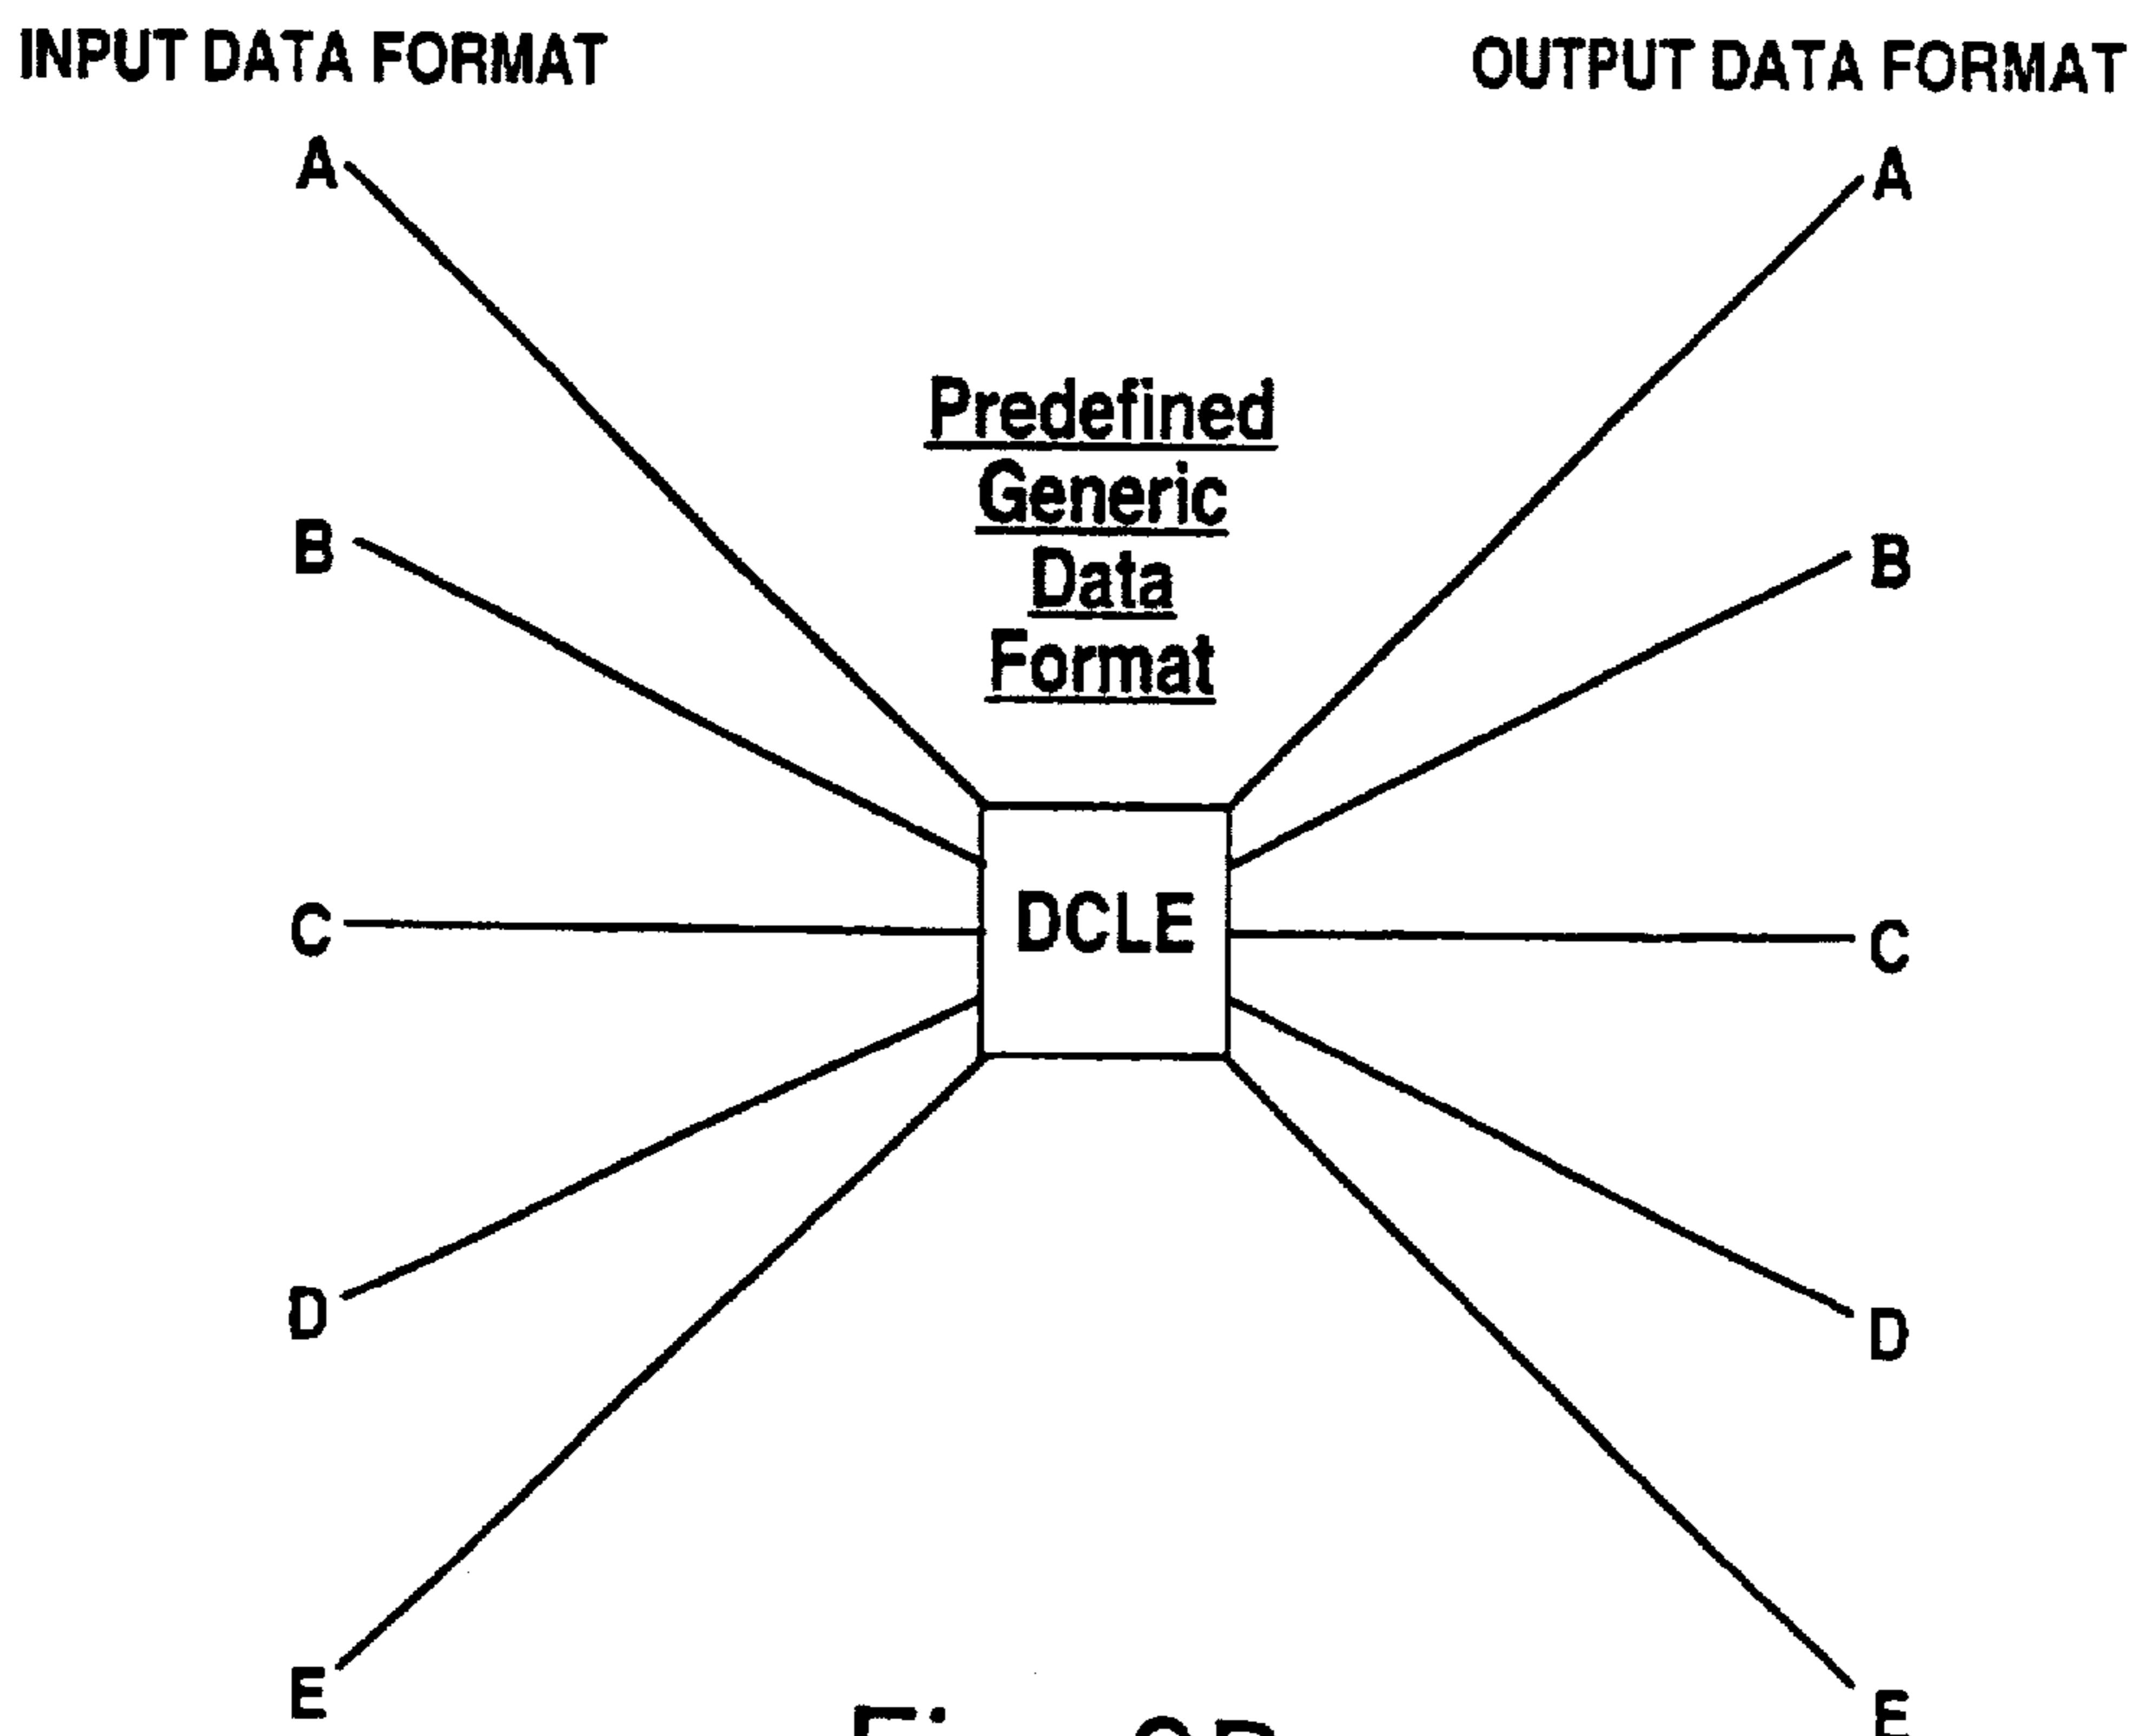 INPUT DATA FORMAT
OUTPUT DATA FORMAT
A
A
Predefined
Generic
Data
Format
B
B
DCLE
C
C
D
D
E
E